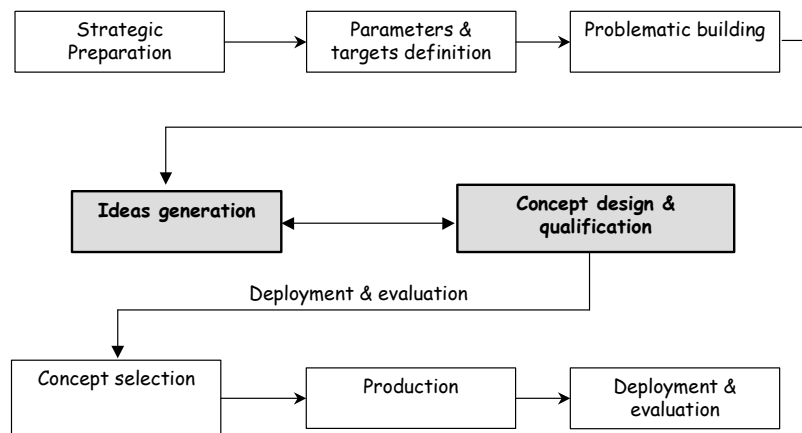 Strategic
Preparation
Parameters &
targets definition
Problematic building
Ideas generation
Concept design &
qualification
Deployment & evaluation
Concept selection
Production
Deployment &
evaluation